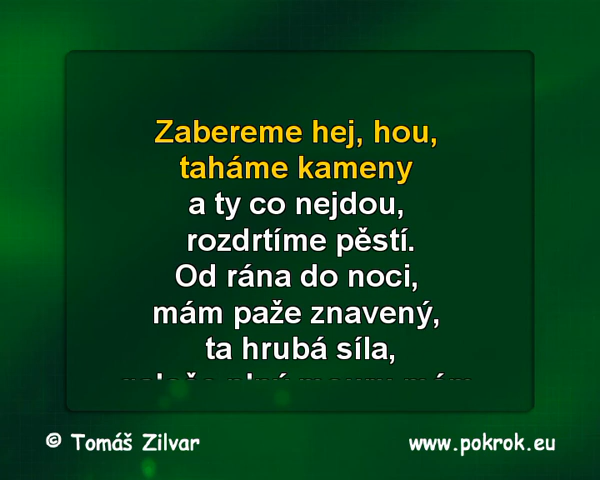 Zabereme hej, hou,
taháme kameny
a ty co nejdou,
rozdrtíme pěstí.
Od rána do noci,
mám paže znavený,
ta hrubá síla,
© Tomáš Zilvar
www.pokrok.eu